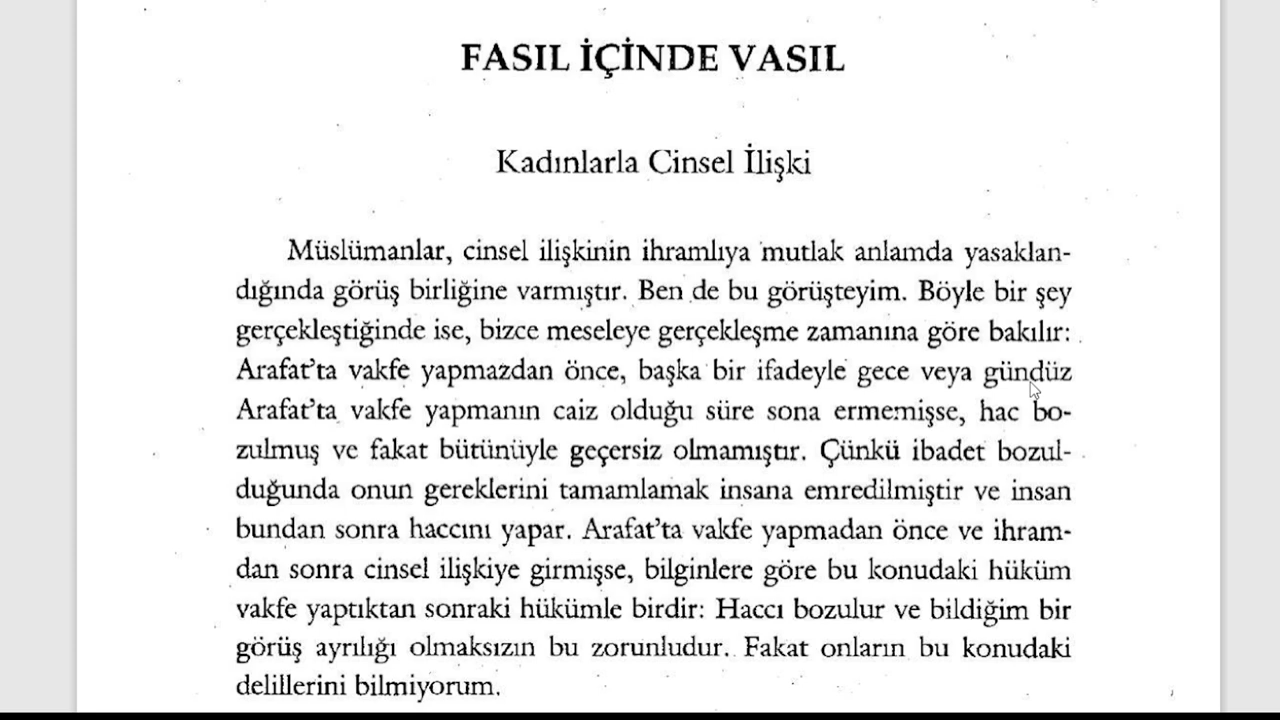 FASIL İÇİNDE VASIL
Kadınlarla Cinsel İlişki
Müslümanlar, cinsel ilişkinin ihramlıya mutlak anlamda yasaklan-
dığında görüş birliğine varmıştır. Ben de bu görüşteyim. Böyle bir şey
gerçekleştiğinde ise, bizce meseleye gerçekleşme zamanına göre bakılır:
Arafat'ta vakfe yapmazdan önce, başka bir ifadeyle gece veya gündüz
Arafat'ta vakfe yapmanın caiz olduğu süre sona ermemişse, hac bo-
zulmuş ve fakat bütünüyle geçersiz olmamıştır. Çünkü ibadet bozul-
duğunda onun gereklerini tamamlamak insana emredilmiştir ve insan
bundan sonra haccını yapar. Arafat'ta vakfe yapmadan önce ve ihram-
dan sonra cinsel ilişkiye girmişse, bilginlere göre bu konudaki hüküm
vakfe yaptıktan sonraki hükümle birdir: Haccı bozulur ve bildiğim bir
görüş ayrılığı olmaksızın bu zorunludur. Fakat onların bu konudaki
delillerini bilmiyorum.